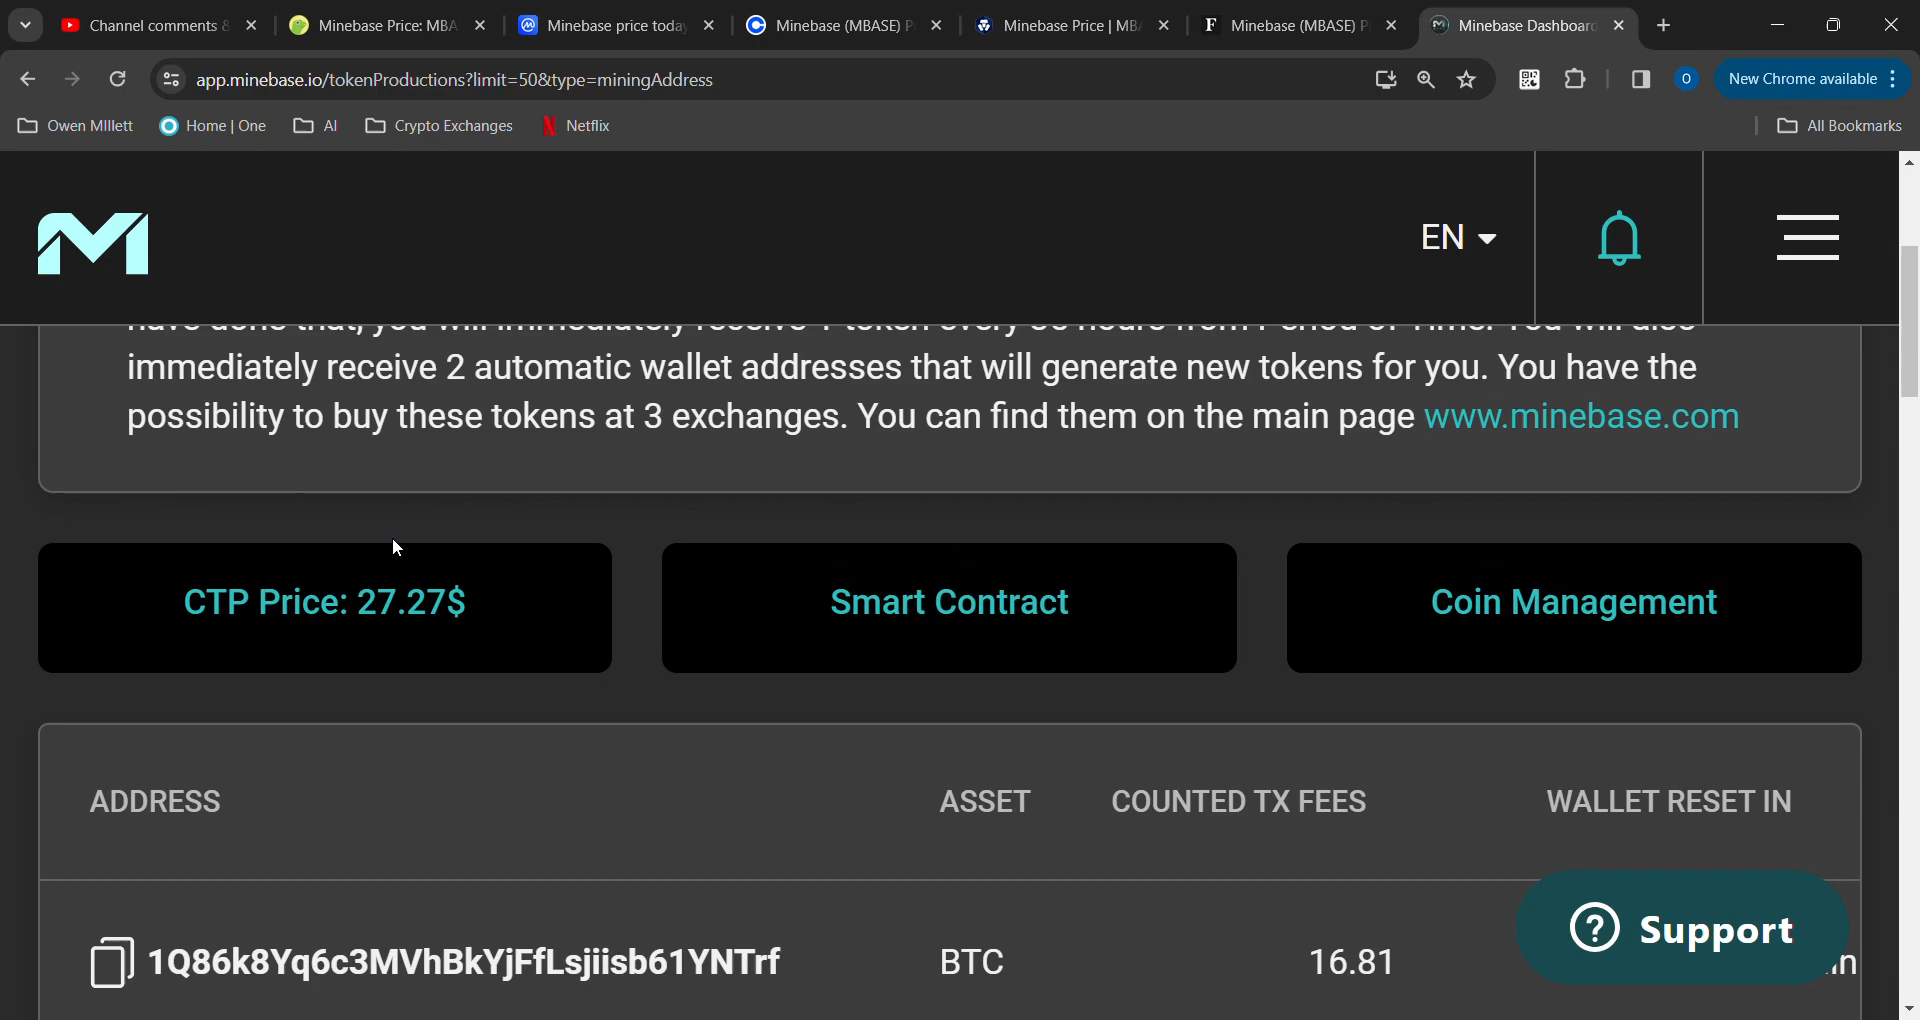 Channel comments &
Minebase Price: MBA
Minebase price today
Minebase (MBASE) P
Minebase Price | MBA
Minebase (MBASE) P
Minebase Dashboard
app.minebase.io/tokenProductions?limit=50&type=miningAddress
O
New Chrome available
Owen MIllett
Home | One
AI
Crypto Exchanges
Netflix
All Bookmarks
EN
immediately receive 2 automatic wallet addresses that will generate new tokens for you. You have the
possibility to buy these tokens at 3 exchanges. You can find them on the main page www.minebase.com
CTP Price: 27.27$
Smart Contract
Coin Management
ADDRESS
ASSET
COUNTED TX FEES
WALLET RESET IN
1Q86k8Yq6c3MVhBkYjFfLsjiisb61YNTrf
BTC
16.81
Support